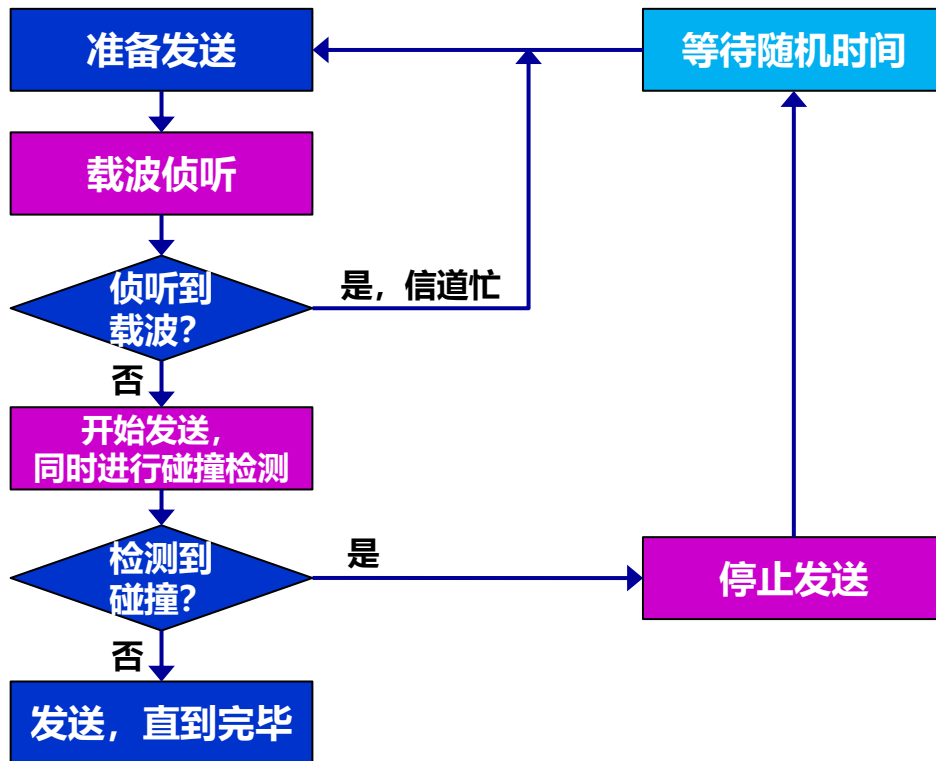 准备发送
等待随机时间
载波侦听
侦听到
载波？
是，信道忙
否
开始发送，
同时进行碰撞检测
检测到
碰撞？
是
停止发送
否
发送，直到完毕